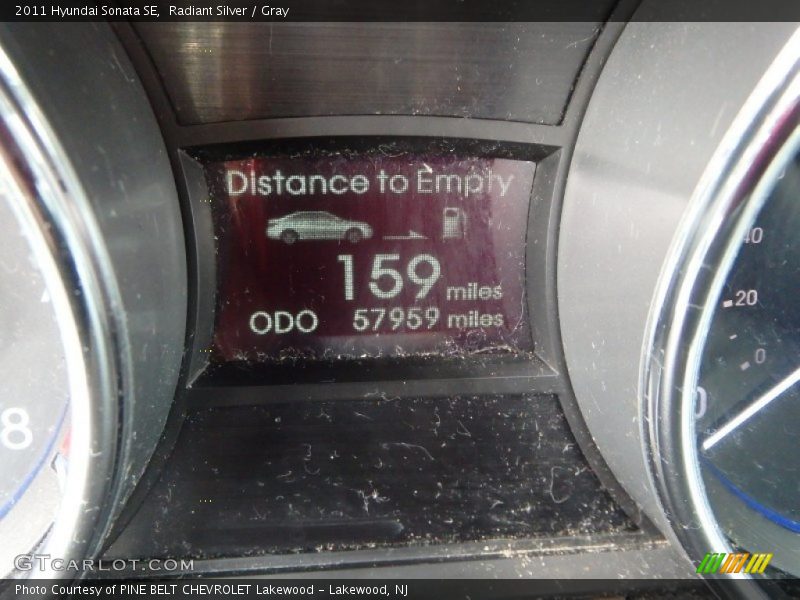 2011 Hyundai Sonata SE,  Radiant Silver / Gray
Distance to Empty
159 miles
ODO 57959 miles
40
20
0
0
8
GTCARLOT.COM
Photo Courtesy of PINE BELT CHEVROLET Lakewood - Lakewood, NJ